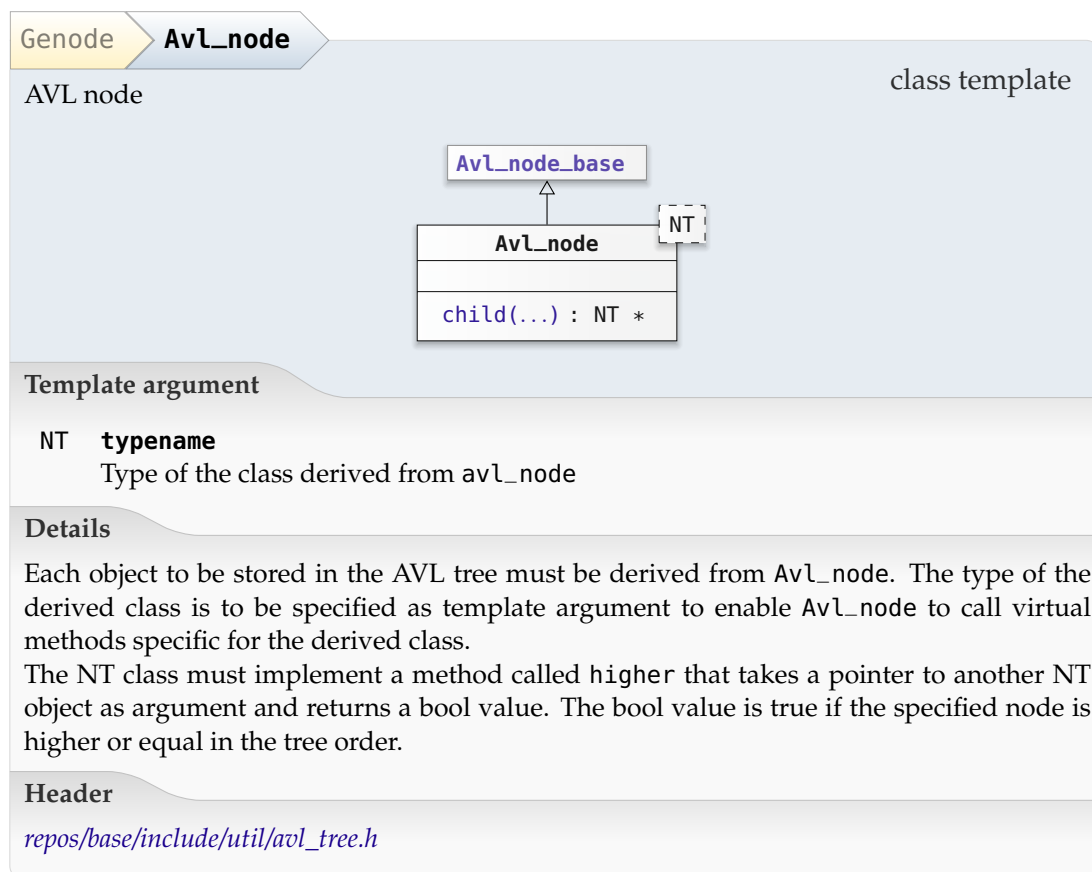 Genode Avl_node
class template
AVL node
Avl_node_base
NT
Avl_node
child(...) : NT *
Template argument
NT typename
Type of the class derived from avl_node
Details
Each object to be stored in the AVL tree must be derived from Avl_node. The type of the
derived class is to be specified as template argument to enable Avl_node to call virtual
methods specific for the derived class.
The NT class must implement a method called higher that takes a pointer to another NT
object as argument and returns a bool value. The bool value is true if the specified node is
higher or equal in the tree order.
Header
repos/base/include/util/avl_tree.h